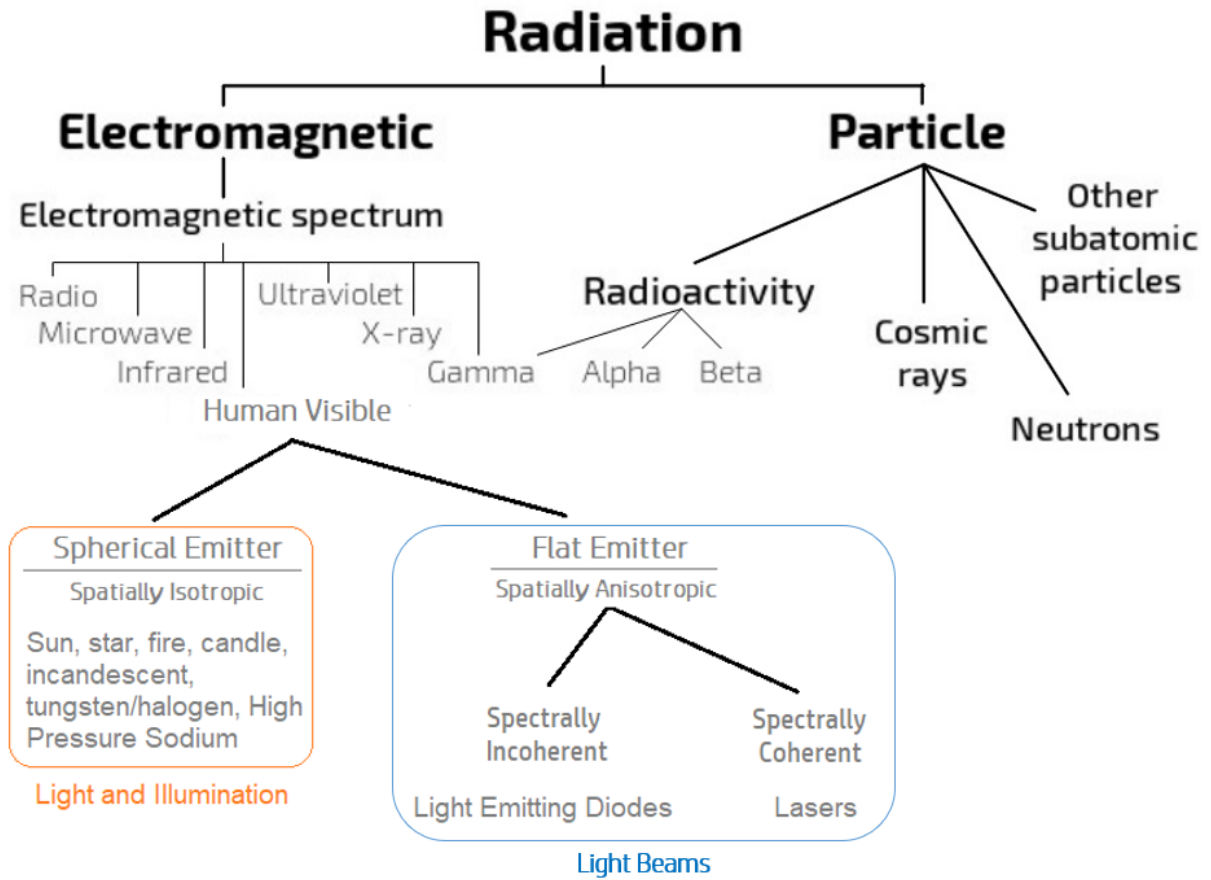 Radiation
Electromagnetic
Particle
Electromagnetic spectrum
Other
subatomic
particles
Radio
Ultraviolet
Radioactivity
Microwave
X-ray
Cosmic
rays
Infrared
Gamma
Alpha
Beta
Human Visible
Neutrons
Spherical Emitter
Spatially Isotropic
Sun, star, fire, candle,
incandescent,
tungsten/halogen, High
Pressure Sodium
Light and Illumination
Flat Emitter
Spatially Anisotropic
Spectrally
Incoherent
Spectrally
Coherent
Light Emitting Diodes
Lasers
Light Beams